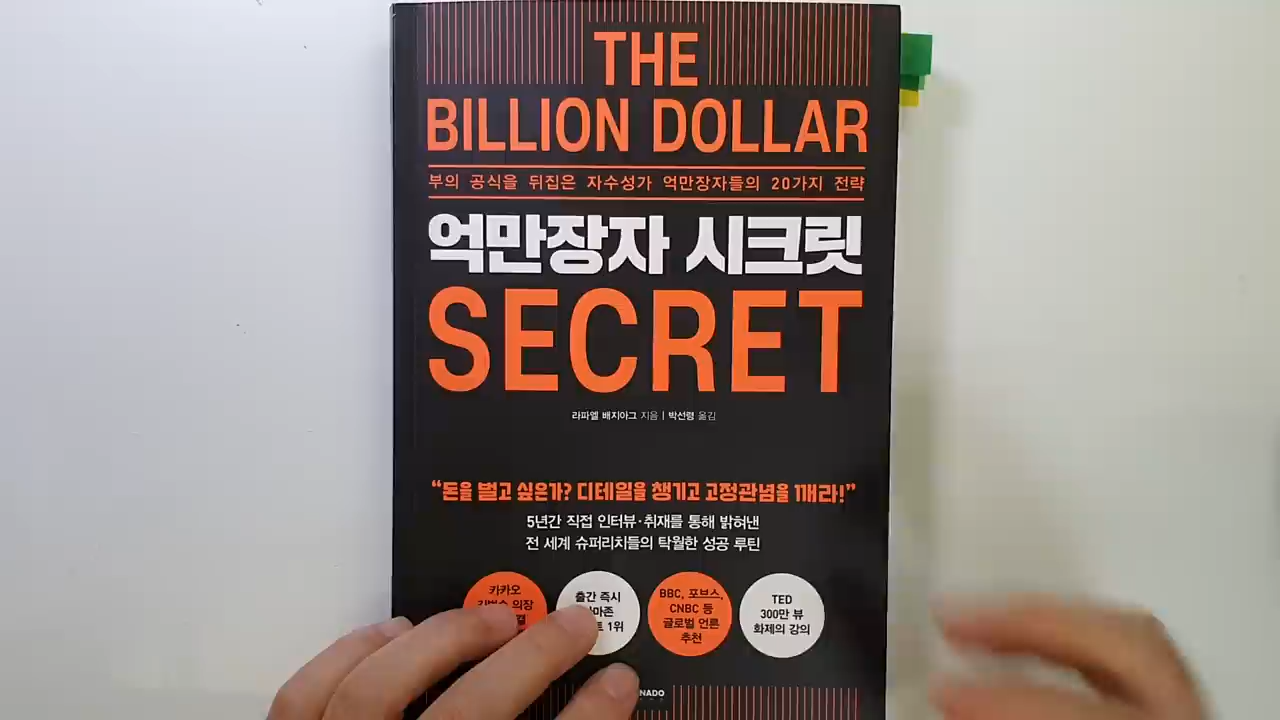 THE
BILLION DOLLAR
부의 공식을 뒤집은 자수성가 억만장자들의 20가지 전략
억만장자 시크릿
SECRET
라파엘 배지아그 지음 | 박선령 옮김
“돈을 벌고 싶은가? 디테일을 챙기고 고정관념을 깨라!”
5년간 직접 인터뷰·취재를 통해 밝혀낸
전 세계 슈퍼리치들의 탁월한 성공 루틴
카카오
의장
출간 즉시
1위
BBC, 포브스,
CNBC 등
글로벌 언론
추천
TED
300만 뷰
화제의 강의